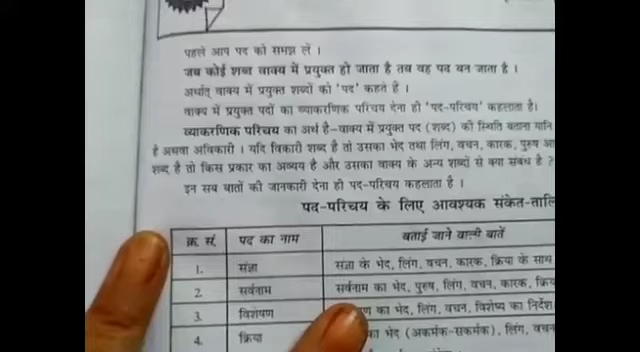 पहले आप पद को समझ लें ।
जब कोई शब्द वाक्य में प्रयुक्त हो जाता है तब वह पद बन जाता है ।
अर्थात् वाक्य में प्रयुक्त शब्दों को 'पद' कहते हैं ।
वाक्य में प्रयुक्त पदों का व्याकरणिक परिचय देना ही 'पद-परिचय' कहलाता है।
व्याकरणिक परिचय का अर्थ है-वाक्य में प्रयुक्त पद (शब्द) की स्थिति बताना यानि
है अथवा अविकारी । यदि विकारी शब्द है तो उसका भेद तथा लिंग, वचन, कारक, पुरुष आ
शब्द है तो किस प्रकार का अव्यय है और उसका वाक्य के अन्य शब्दों से क्या संबंध है ?
इन सब बातों की जानकारी देना ही पद-परिचय कहलाता है ।
पद-परिचय के लिए आवश्यक संकेत-तालि
क्र. सं. पद का नाम बताई जाने वाली बातें
1. संज्ञा संज्ञा के भेद, लिंग, वचन, कारक, क्रिया के साथ
2. सर्वनाम सर्वनाम का भेद, पुरुष, लिंग, वचन, कारक, क्रिय
3. विशेषण का भेद, लिंग, वचन, विशेष्य का निर्देश
4. क्रिया का भेद (अकर्मक-सकर्मक), लिंग, वचन